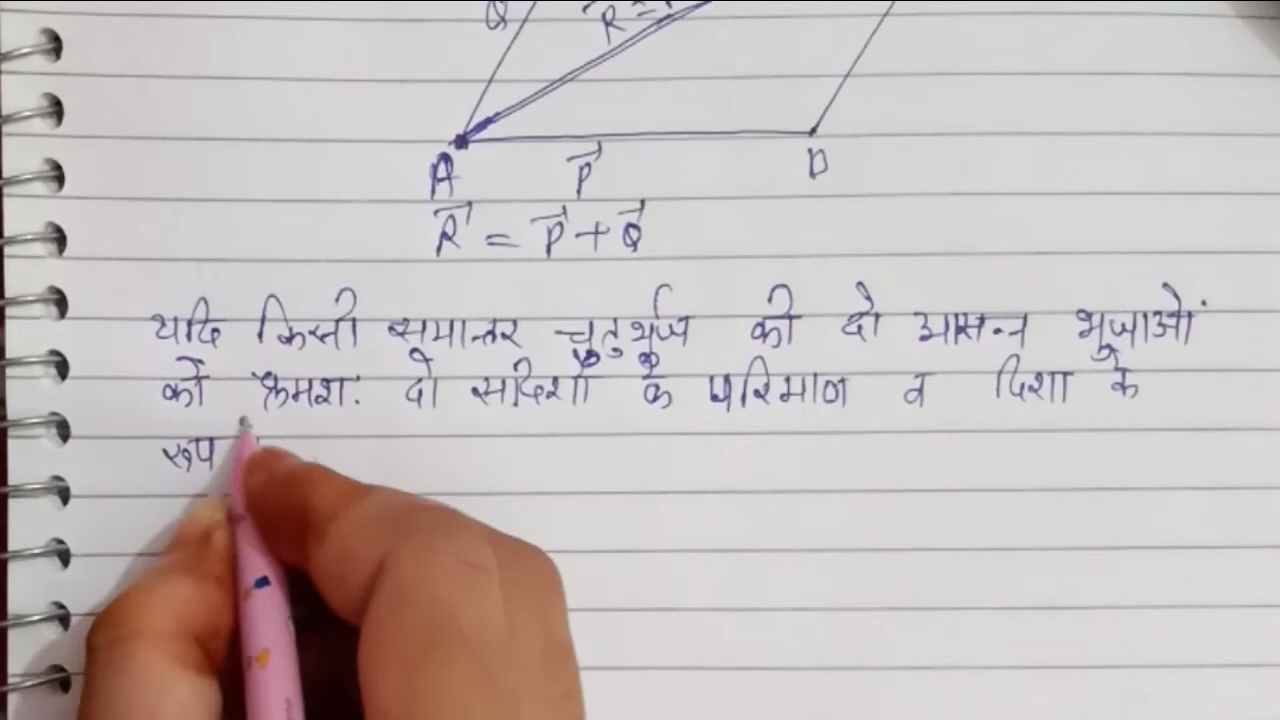 Q
R =
A
P
D
R = P + Q
यदि किसी समान्तर चतुर्भुज की दो आसन्न भुजाओं
को क्रमश: दो सदिशों के परिमाण व दिशा के
रूप